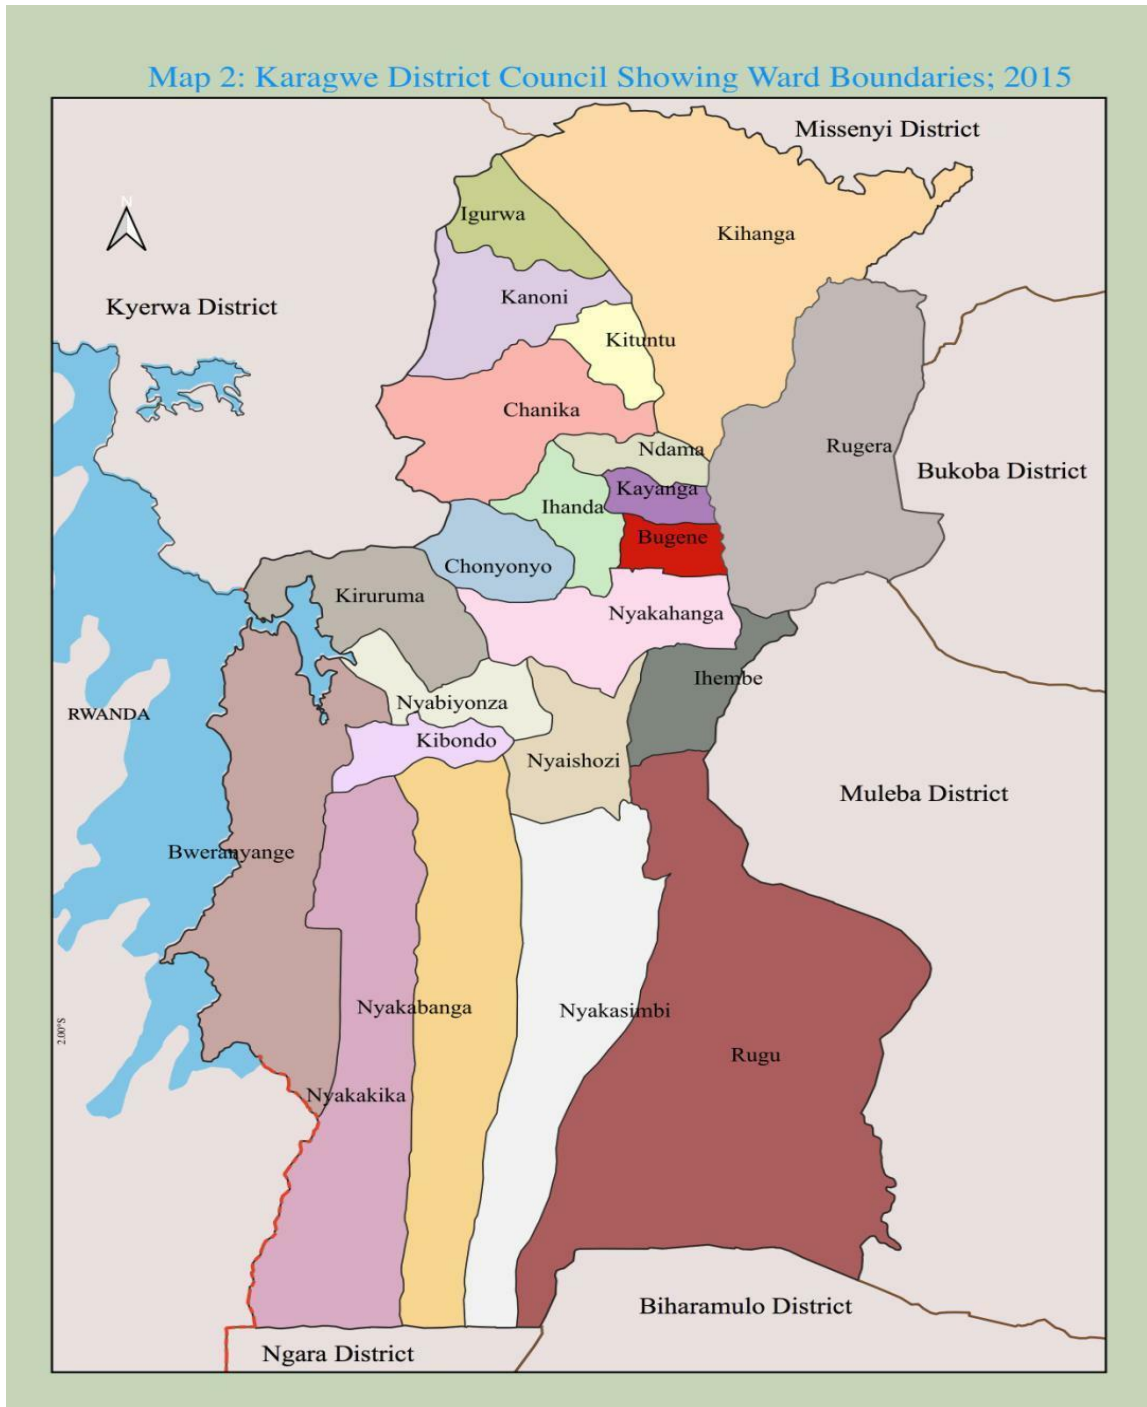 Map 2: Karagwe District Council Showing Ward Boundaries; 2015
Missenyi District
N
Igurwa
Kihanga
Kanoni
Kyerwa District
Kituntu
Chanika
Ndama
Rugera
Bukoba District
Kayanga
Ihanda
Bugene
Chonyonyo
Kiruruma
Nyakahanga
Ihembe
Nyabiyonza
RWANDA
Kibondo
Nyaishozi
Muleba District
Bweranyange
Nyakabanga
Nyakasimbi
2.00°S
Rugu
Nyakakika
Biharamulo District
Ngara District